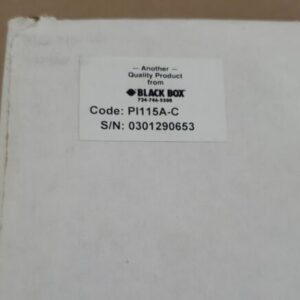 — Another —
Quality Product
from
BLACK BOX
724-746-5500
Code: PI115A-C
S/N: 0301290653